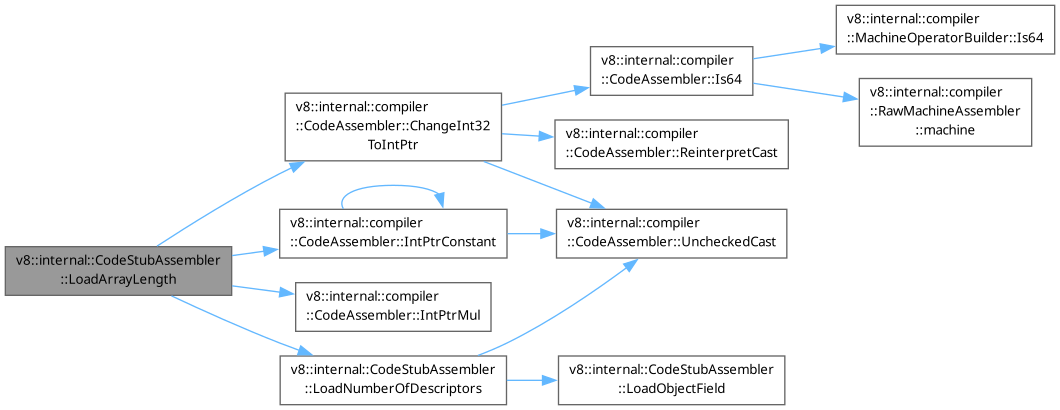 v8::internal::CodeStubAssembler
::LoadArrayLength
v8::internal::compiler
::CodeAssembler::ChangeInt32
ToIntPtr
v8::internal::compiler
::CodeAssembler::Is64
v8::internal::compiler
::MachineOperatorBuilder::Is64
v8::internal::compiler
::RawMachineAssembler
::machine
v8::internal::compiler
::CodeAssembler::ReinterpretCast
v8::internal::compiler
::CodeAssembler::UncheckedCast
v8::internal::compiler
::CodeAssembler::IntPtrConstant
v8::internal::compiler
::CodeAssembler::IntPtrMul
v8::internal::CodeStubAssembler
::LoadNumberOfDescriptors
v8::internal::CodeStubAssembler
::LoadObjectField